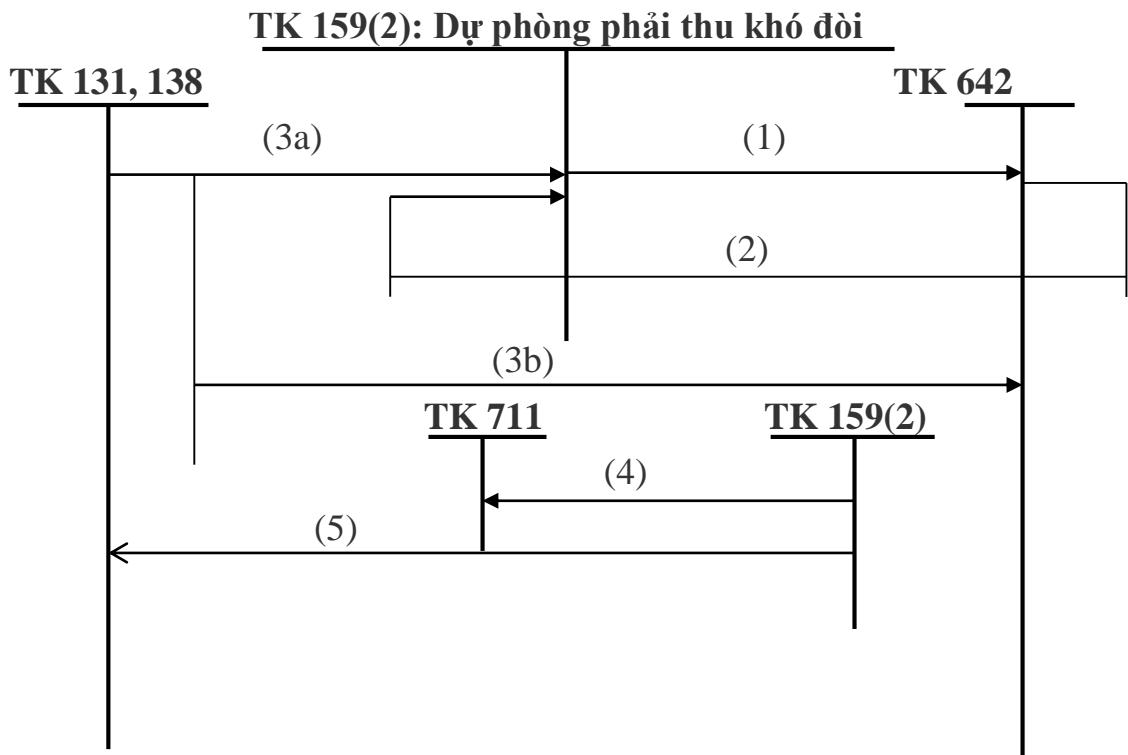 TK 159(2): Dự phòng phải thu khó đòi
TK 131, 138
TK 642
(3a)
(1)
(2)
(3b)
TK 711
TK 159(2)
(4)
(5)